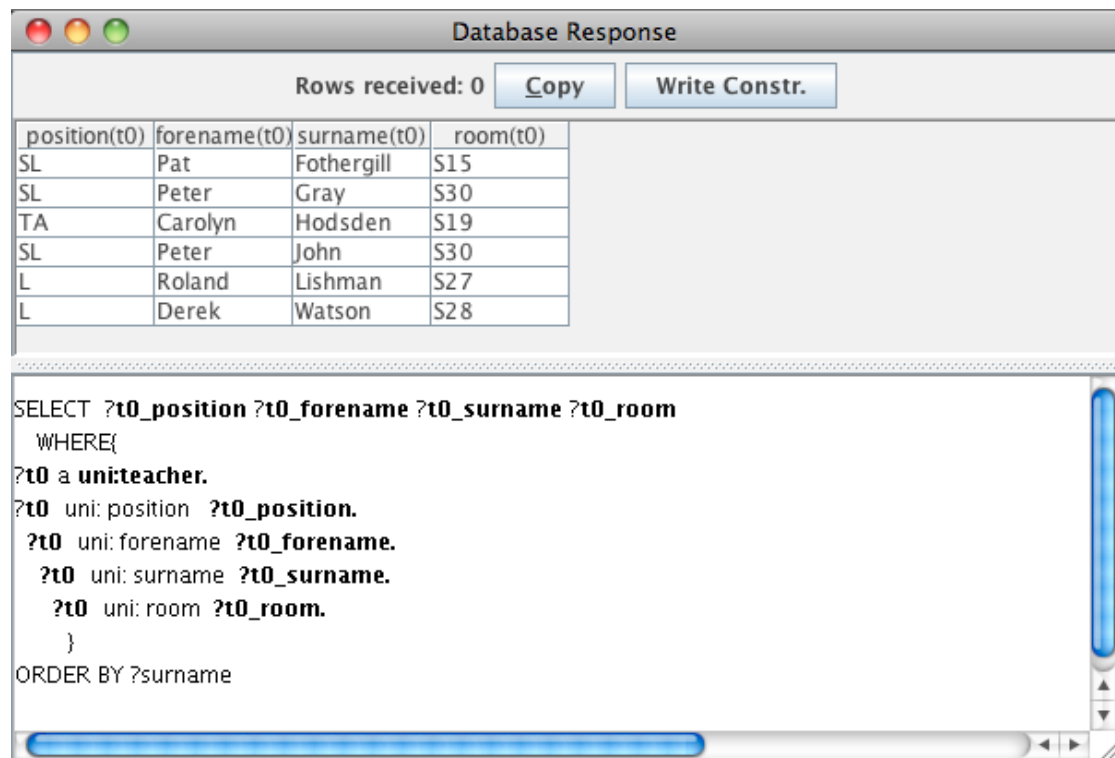 Database Response
Rows received: 0 Copy Write Constr.
position(t0) forename(t0) surname(t0) room(t0)
SL Pat Fothergill S15
SL Peter Gray S30
TA Carolyn Hodsden S19
SL Peter John S30
L Roland Lishman S27
L Derek Watson S28
SELECT ?t0_position ?t0_forename ?t0_surname ?t0_room
WHERE{
?t0 a uni:teacher.
?t0 uni: position ?t0_position.
?t0 uni: forename ?t0_forename.
?t0 uni: surname ?t0_surname.
?t0 uni: room ?t0_room.
}
ORDER BY ?surname